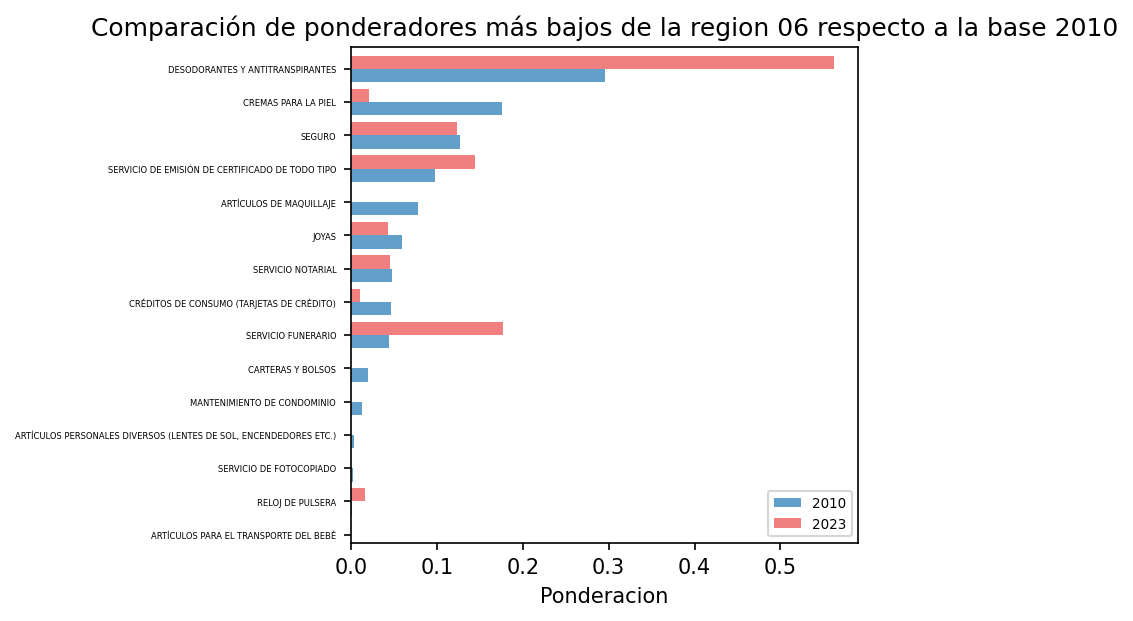 Comparación de ponderadores más bajos de la region 06 respecto a la base 2010
DESODORANTES Y ANTITRANSPIRANTES
CREMAS PARA LA PIEL
SEGURO
SERVICIO DE EMISIÓN DE CERTIFICADO DE TODO TIPO
ARTÍCULOS DE MAQUILLAJE
JOYAS
SERVICIO NOTARIAL
CRÉDITOS DE CONSUMO (TARJETAS DE CRÉDITO)
SERVICIO FUNERARIO
CARTERAS Y BOLSOS
MANTENIMIENTO DE CONDOMINIO
ARTÍCULOS PERSONALES DIVERSOS (LENTES DE SOL, ENCENDEDORES ETC.)
SERVICIO DE FOTOCOPIADO
RELOJ DE PULSERA
ARTÍCULOS PARA EL TRANSPORTE DEL BEBÉ
2010
2023
0.0 0.1 0.2 0.3 0.4 0.5
Ponderacion